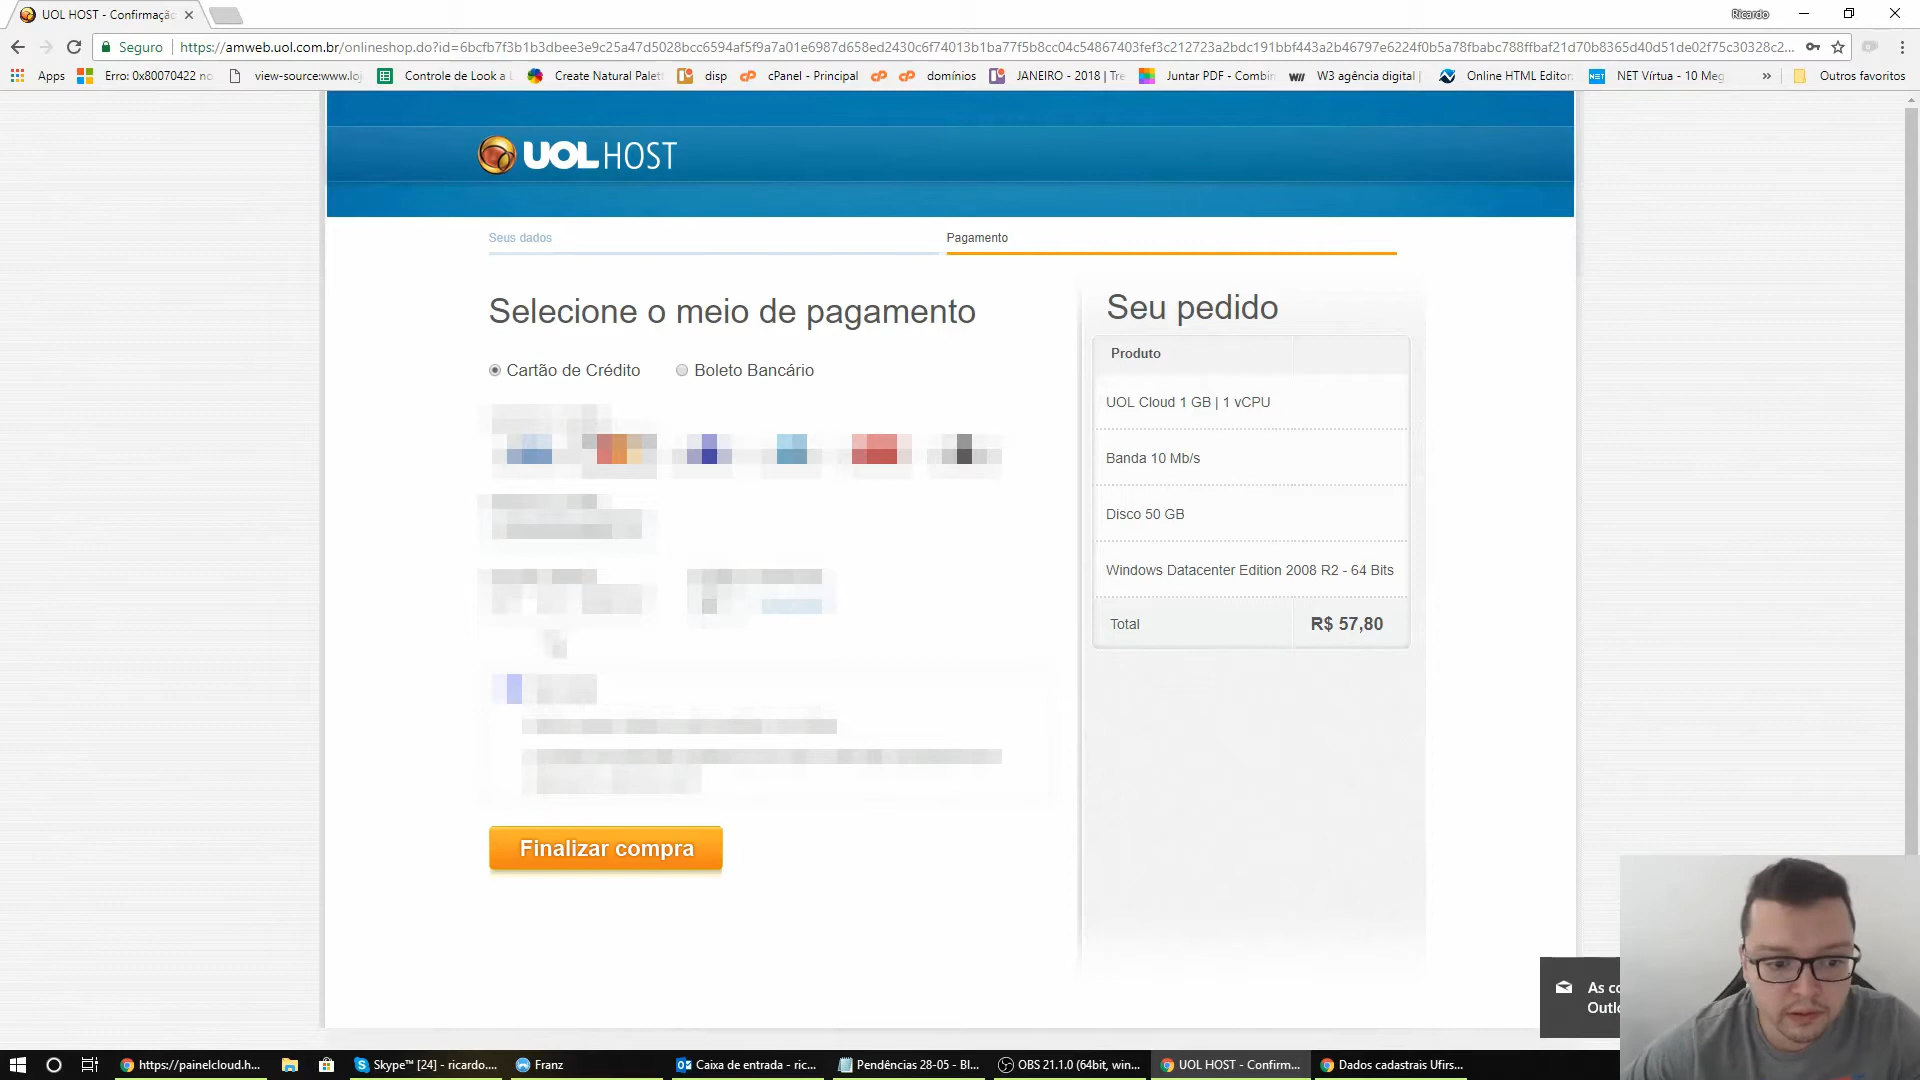 UOL HOST - Confirmaçã
Ricardo
Seguro
https://amweb.uol.com.br/onlineshop.do?id=6bcfb7f3b1b3dbee3e9c25a47d5028bcc6594af5f9a7a01e6987d658ed2430c6f74013b1ba77f5b8cc04c54867403fef3c212723a2bdc191bbf443a2b46797e6224f0b5a78fbabc788ffbaf21d70b8365d40d51de02f75c30328c2...
Apps
Erro: 0x80070422 no
view-source:www.loj
Controle de Look a L
Create Natural Palett
disp
cPanel - Principal
domínios
JANEIRO - 2018 | Tre
Juntar PDF - Combin
W3 agência digital |
Online HTML Editor
NET Vírtua - 10 Meg
»
Outros favoritos
UOL HOST
Seus dados
Pagamento
Selecione o meio de pagamento
Cartão de Crédito
Boleto Bancário
Finalizar compra
Seu pedido
Produto
UOL Cloud 1 GB | 1 vCPU
Banda 10 Mb/s
Disco 50 GB
Windows Datacenter Edition 2008 R2 - 64 Bits
Total R$ 57,80
As co
Outlo
https://painelcloud.h...
Skype™ [24] - ricardo....
Franz
Caixa de entrada - ric...
Pendências 28-05 - Bl...
OBS 21.1.0 (64bit, win...
UOL HOST - Confirm...
Dados cadastrais Ufirs...